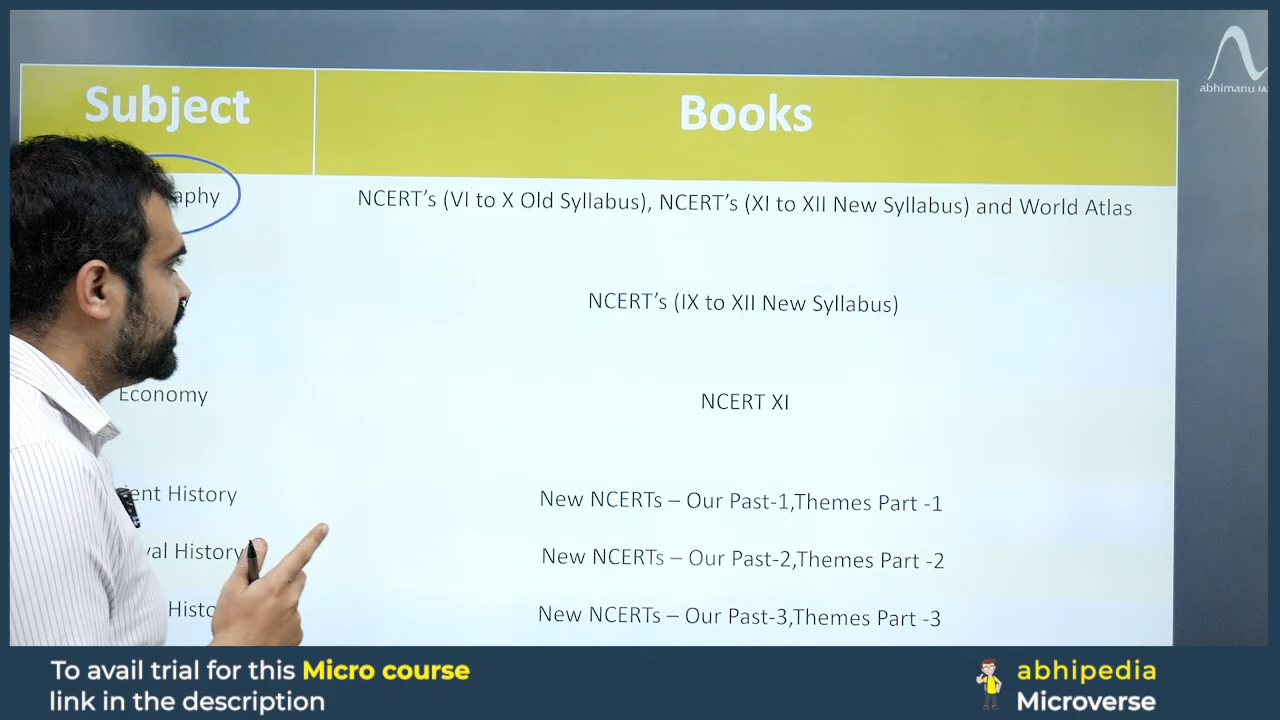 abhimanu IA
Subject Books
aphy NCERT's (VI to X Old Syllabus), NCERT's (XI to XII New Syllabus) and World Atlas
NCERT's (IX to XII New Syllabus)
Economy NCERT XI
ient History New NCERTs – Our Past-1,Themes Part -1
val History New NCERTs – Our Past-2,Themes Part -2
Histo New NCERTs – Our Past-3,Themes Part -3
To avail trial for this Micro course
link in the description
abhipedia
Microverse